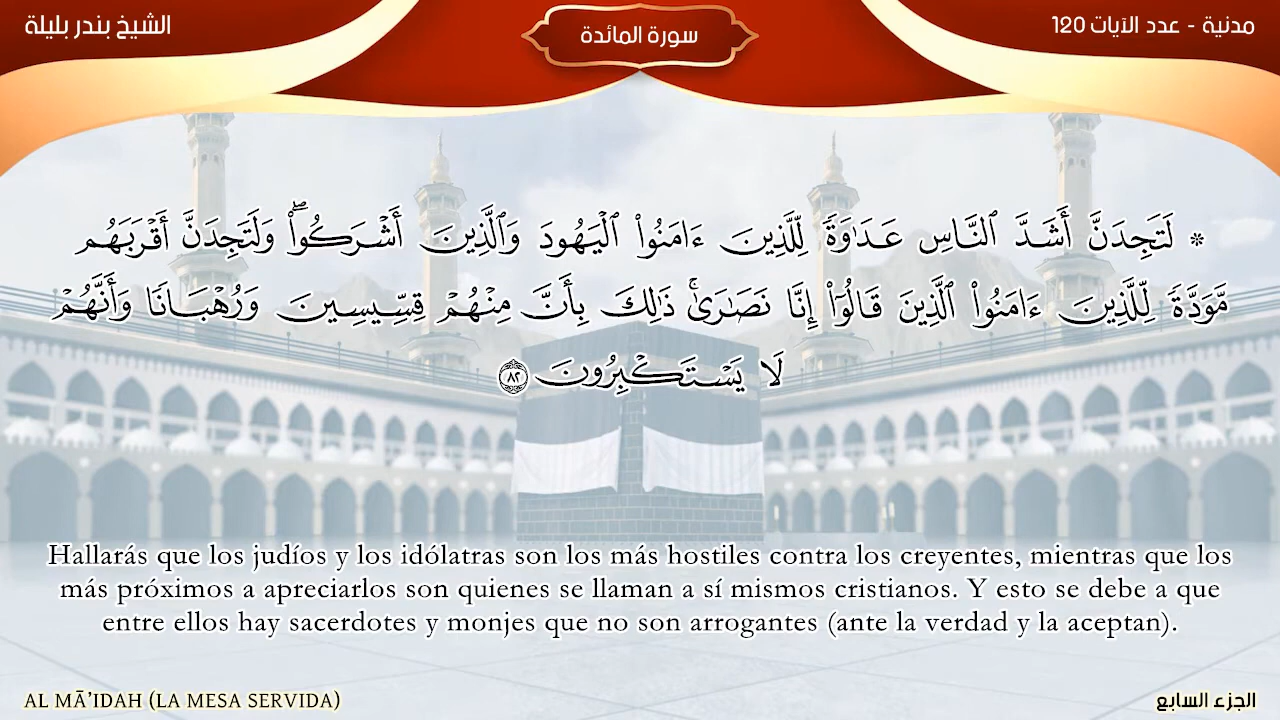 الشيخ بندر بليلة
سورة المائدة
مدنية - عدد الآيات 120
* لَتَجِدَنَّ أَشَدَّ ٱلنَّاسِ عَدَٰوَةٗ لِّلَّذِينَ ءَامَنُواْ ٱلۡيَهُودَ وَٱلَّذِينَ أَشۡرَكُواْۖ وَلَتَجِدَنَّ أَقۡرَبَهُم
مَّوَدَّةٗ لِّلَّذِينَ ءَامَنُواْ ٱلَّذِينَ قَالُوٓاْ إِنَّا نَصَٰرَىٰۚ ذَٰلِكَ بِأَنَّ مِنۡهُمۡ قِسِّيسِينَ وَرُهۡبَانٗا وَأَنَّهُمۡ
لَا يَسۡتَكۡبِرُونَ ٨٢
Hallarás que los judíos y los idólatras son los más hostiles contra los creyentes, mientras que los
más próximos a apreciarlos son quienes se llaman a sí mismos cristianos. Y esto se debe a que
entre ellos hay sacerdotes y monjes que no son arrogantes (ante la verdad y la aceptan).
AL MĀ’IDAH (LA MESA SERVIDA)
الجزء السابع